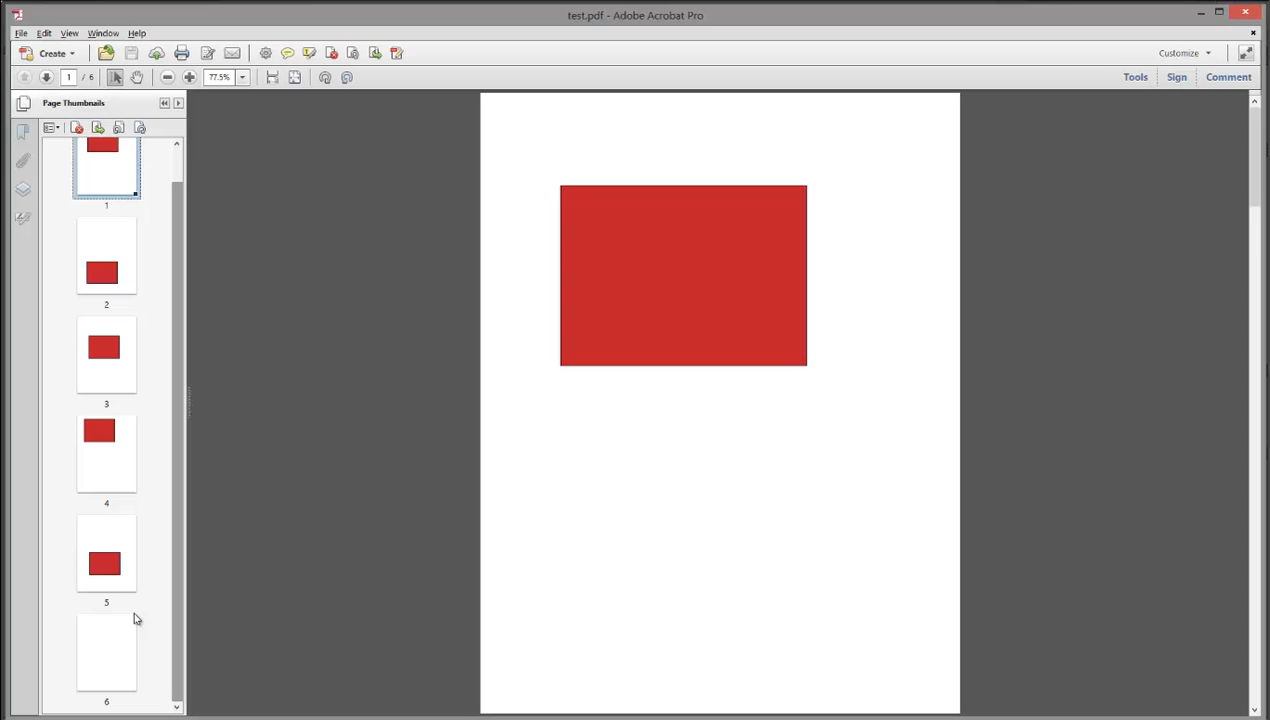 test.pdf - Adobe Acrobat Pro
File Edit View Window Help
Create Customize
1 / 6 77.5% Tools Sign Comment
Page Thumbnails
1
2
3
4
5
6